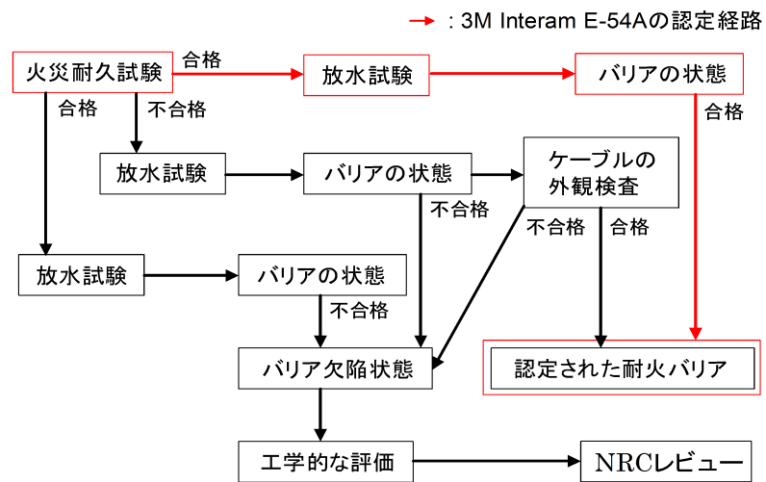 → : 3M Interam E-54Aの認定経路
火災耐久試験
合格
放水試験
バリアの状態
合格
不合格
合格
放水試験
バリアの状態
ケーブルの
外観検査
不合格
不合格
合格
放水試験
バリアの状態
不合格
バリア欠陥状態
認定された耐火バリア
工学的な評価
NRCレビュー